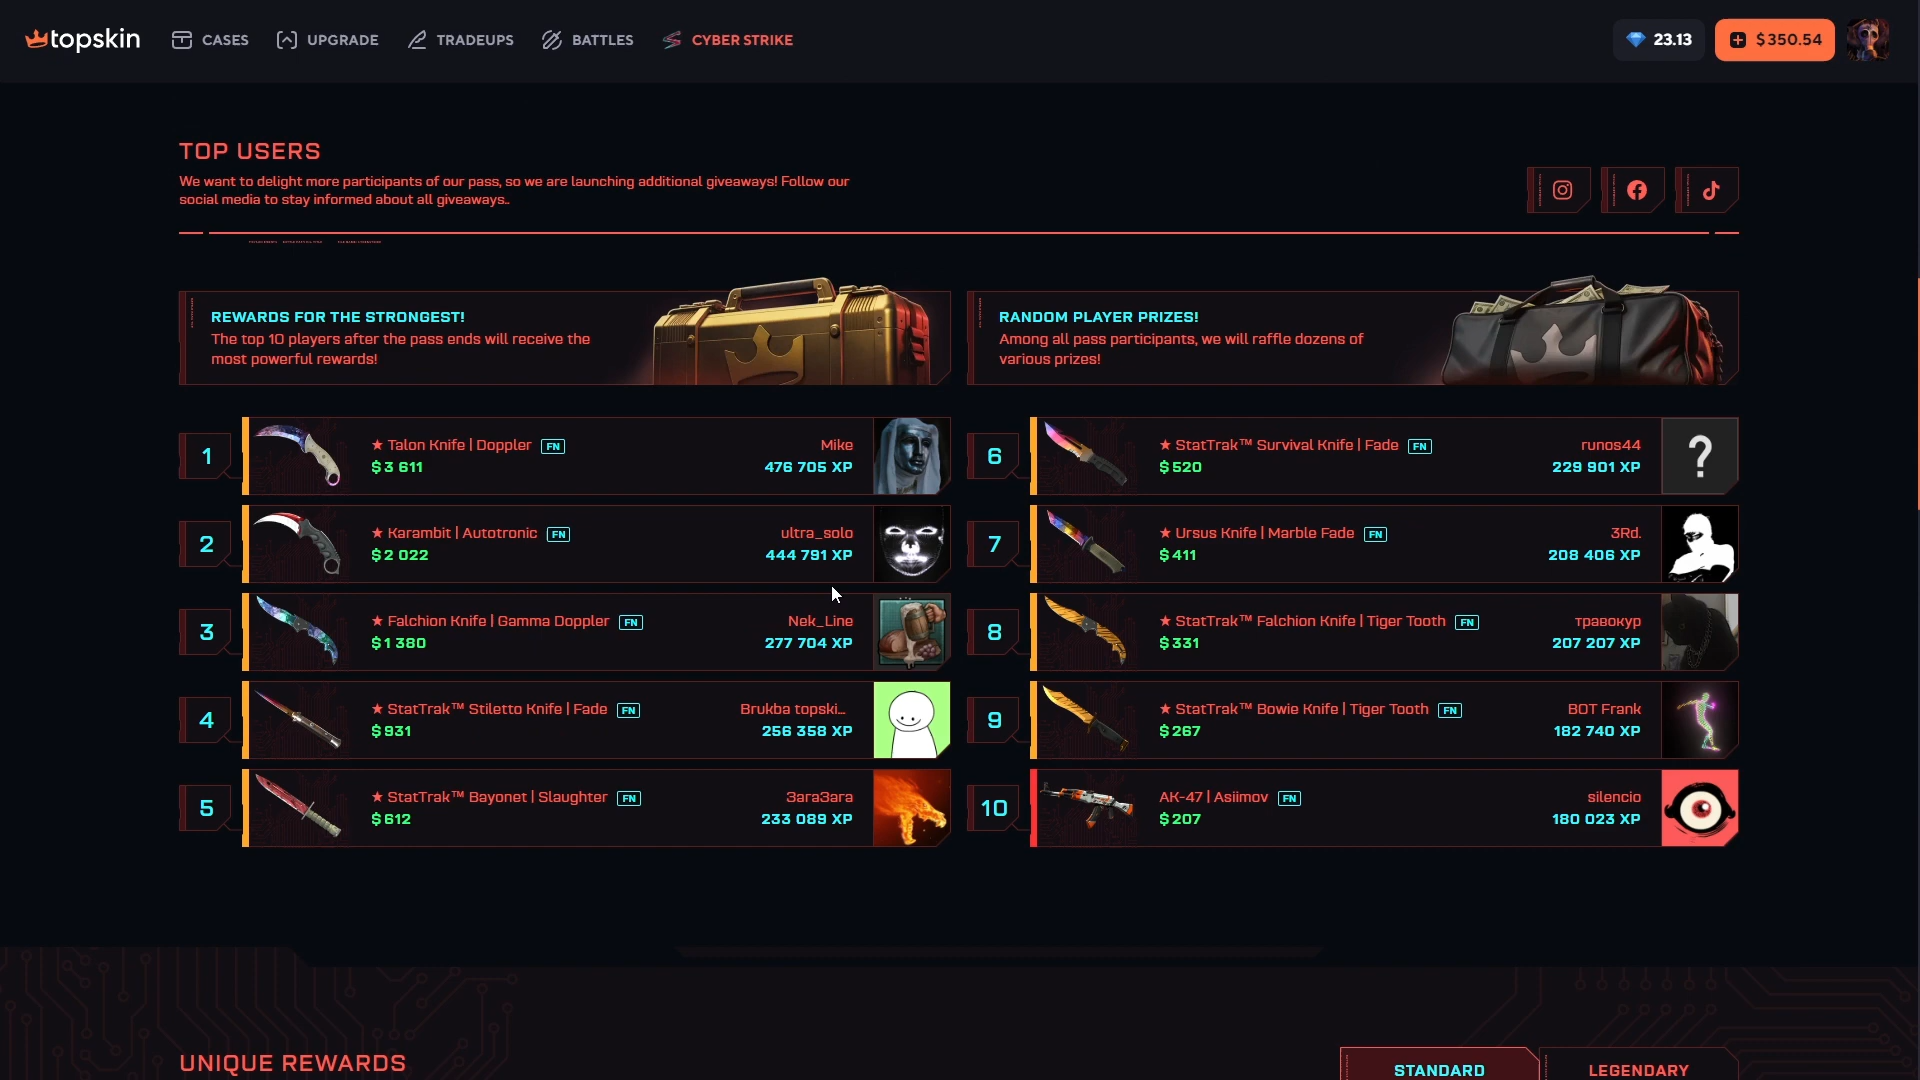 topskin
CASES
UPGRADE
TRADEUPS
BATTLES
CYBER STRIKE
23.13
$350.54
TOP USERS
We want to delight more participants of our pass, so we are launching additional giveaways! Follow our
social media to stay informed about all giveaways..
REWARDS FOR THE STRONGEST!
The top 10 players after the pass ends will receive the
most powerful rewards!
RANDOM PLAYER PRIZES!
Among all pass participants, we will raffle dozens of
various prizes!
1
★ Talon Knife | Doppler FN
$3 611
Mike
476 705 XP
2
★ Karambit | Autotronic FN
$2 022
ultra_solo
444 791 XP
3
★ Falchion Knife | Gamma Doppler FN
$1 380
Nek_Line
277 704 XP
4
★ StatTrak™ Stiletto Knife | Fade FN
$931
Brukba topski...
256 358 XP
5
★ StatTrak™ Bayonet | Slaughter FN
$612
ЗагаЗага
233 089 XP
6
★ StatTrak™ Survival Knife | Fade FN
$520
runos44
229 901 XP
7
★ Ursus Knife | Marble Fade FN
$411
3Rd.
208 406 XP
8
★ StatTrak™ Falchion Knife | Tiger Tooth FN
$331
травокур
207 207 XP
9
★ StatTrak™ Bowie Knife | Tiger Tooth FN
$267
BOT Frank
182 740 XP
10
AK-47 | Asiimov FN
$207
silencio
180 023 XP
UNIQUE REWARDS
STANDARD
LEGENDARY